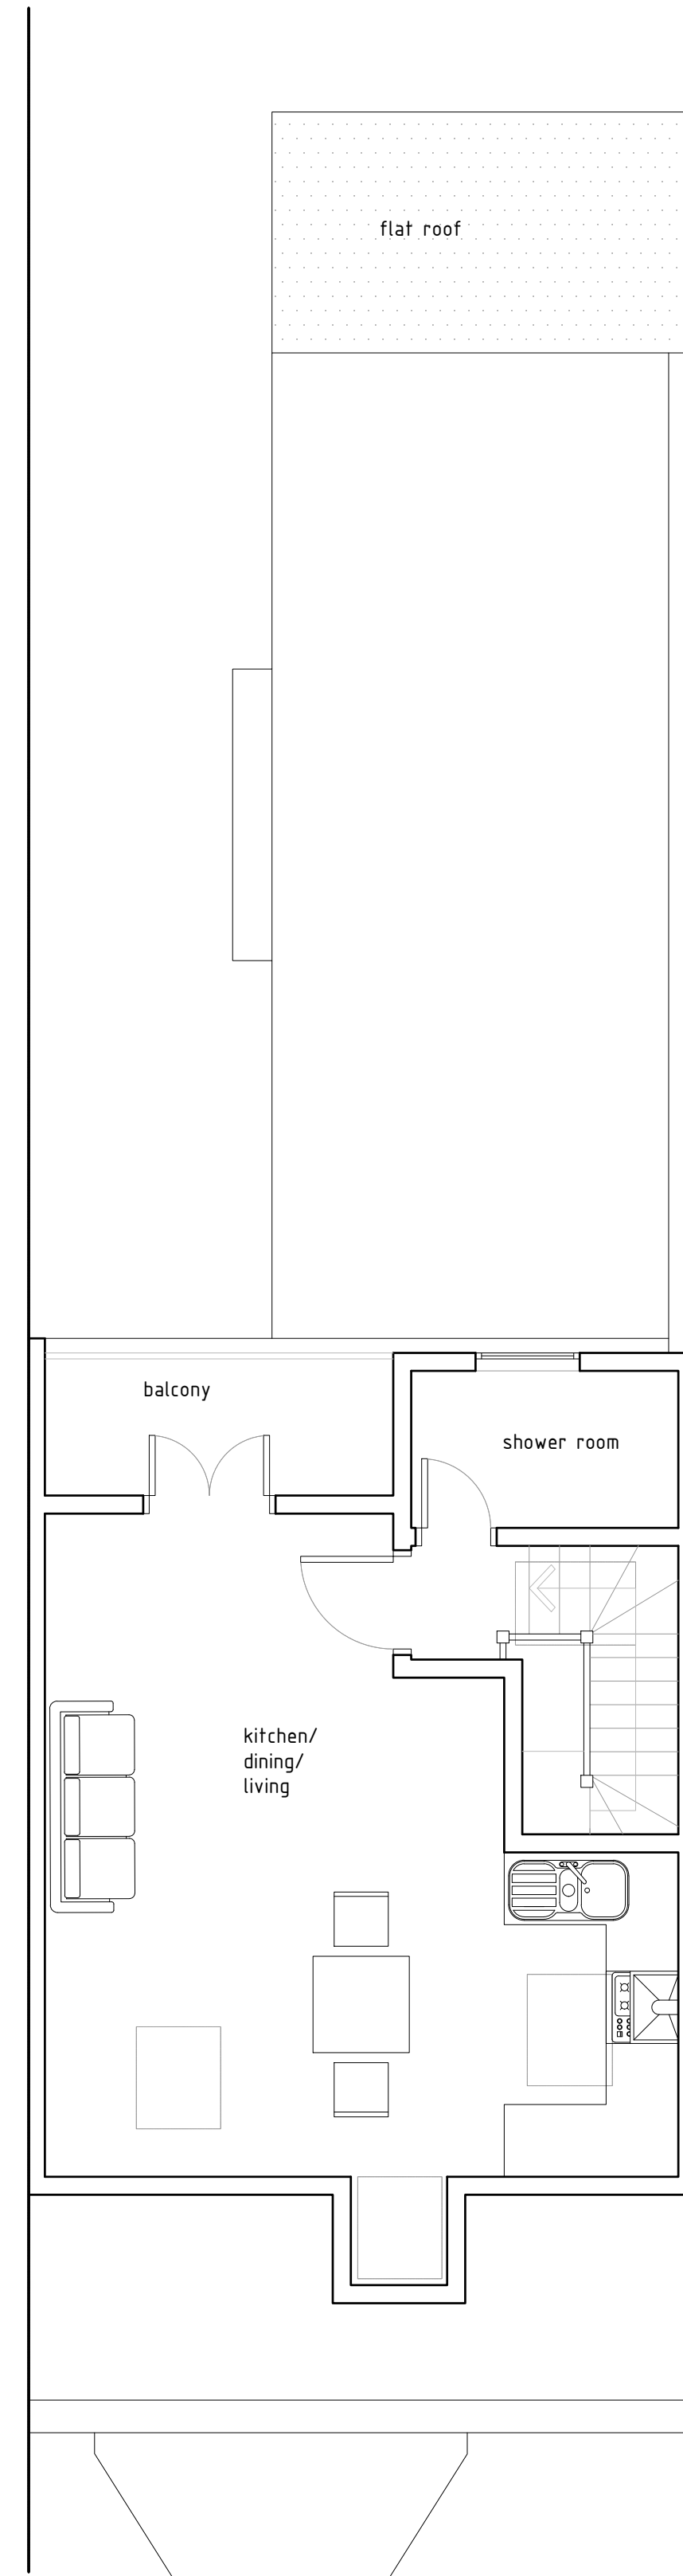 flat roof
balcony
shower room
kitchen/
dining/
living